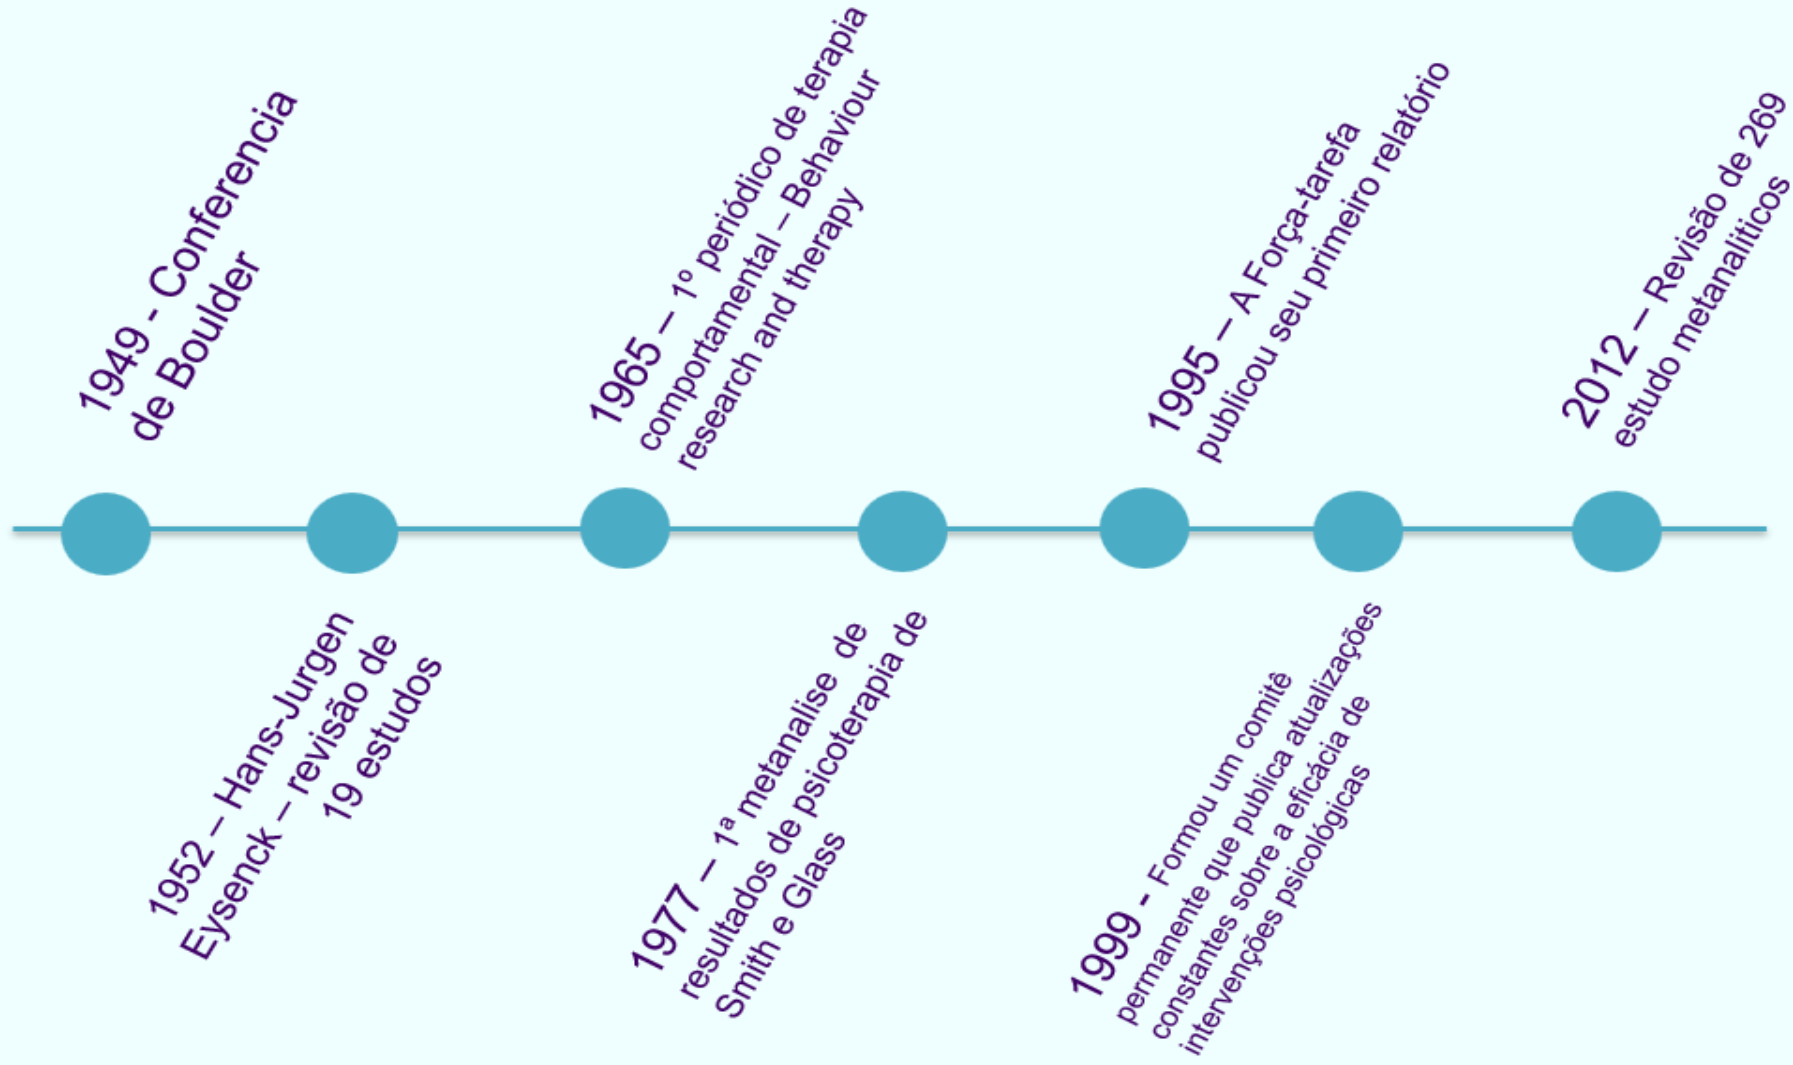 1949 - Conferencia
de Boulder
1952 – Hans-Jurgen
Eysenck – revisão de
19 estudos
1965 – 1º periódico de terapia
comportamental – Behaviour
research and therapy
1977 – 1ª metanalise de
resultados de psicoterapia de
Smith e Glass
1995 – A Força-tarefa
publicou seu primeiro relatório
1999 - Formou um comitê
permanente que publica atualizações
constantes sobre a eficácia de
intervenções psicológicas
2012 – Revisão de 269
estudo metanaliticos